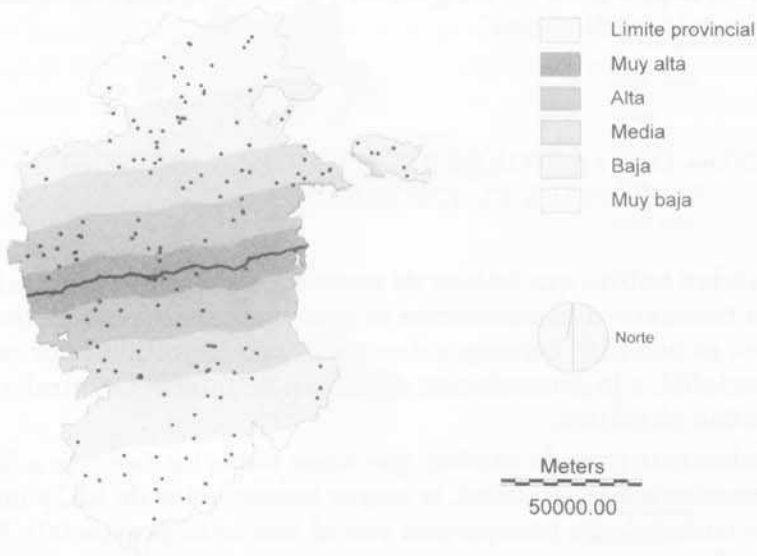 Limite provincial
Muy alta
Alta
Media
Baja
Muy baja
Norte
Meters
50000.00